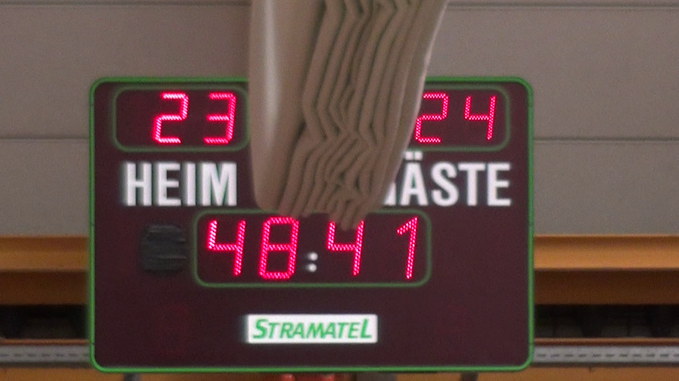 23 24
HEIM ÄSTE
48:41
STRAMATEL